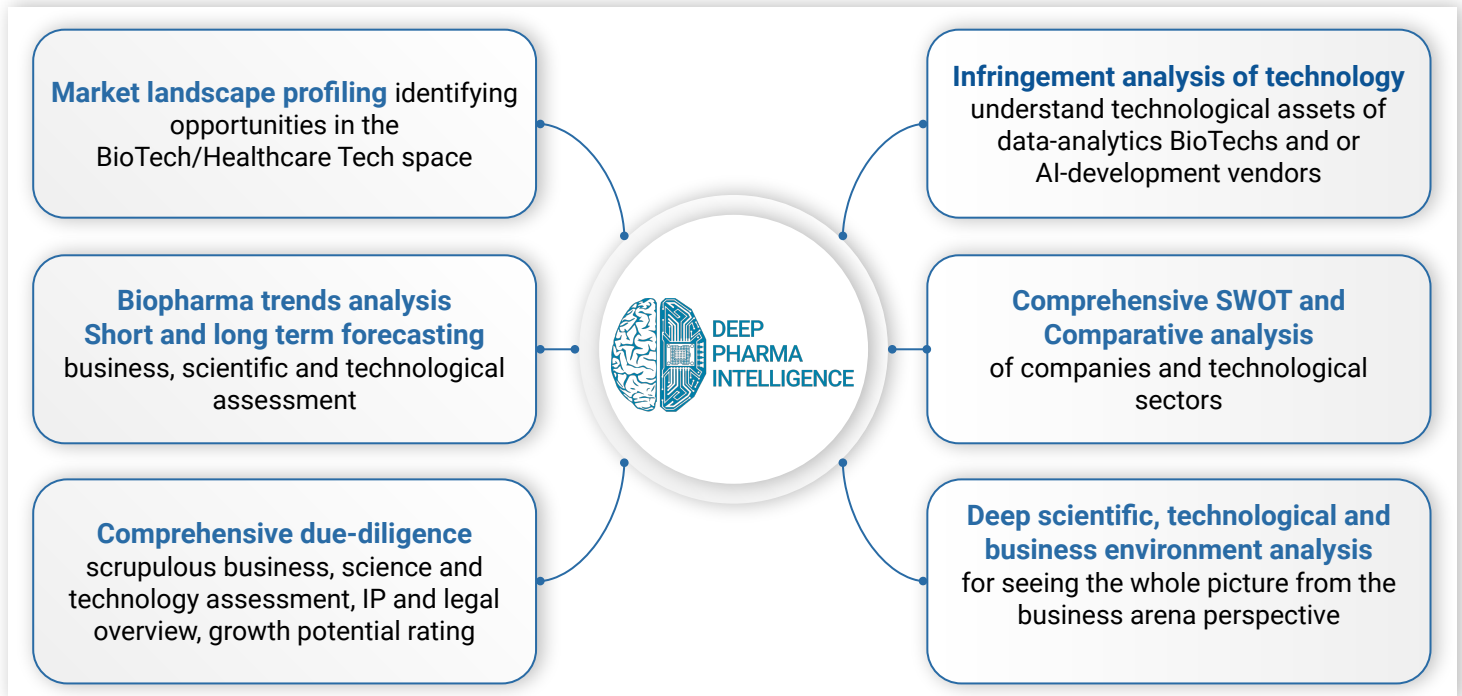 Market landscape profiling identifying
opportunities in the
BioTech/Healthcare Tech space
Biopharma trends analysis
Short and long term forecasting
business, scientific and technological
assessment
Comprehensive due-diligence
scrupulous business, science and
technology assessment, IP and legal
overview, growth potential rating
DEEP
PHARMA
INTELLIGENCE
Infringement analysis of technology
understand technological assets of
data-analytics BioTechs and or
AI-development vendors
Comprehensive SWOT and
Comparative analysis
of companies and technological
sectors
Deep scientific, technological and
business environment analysis
for seeing the whole picture from the
business arena perspective